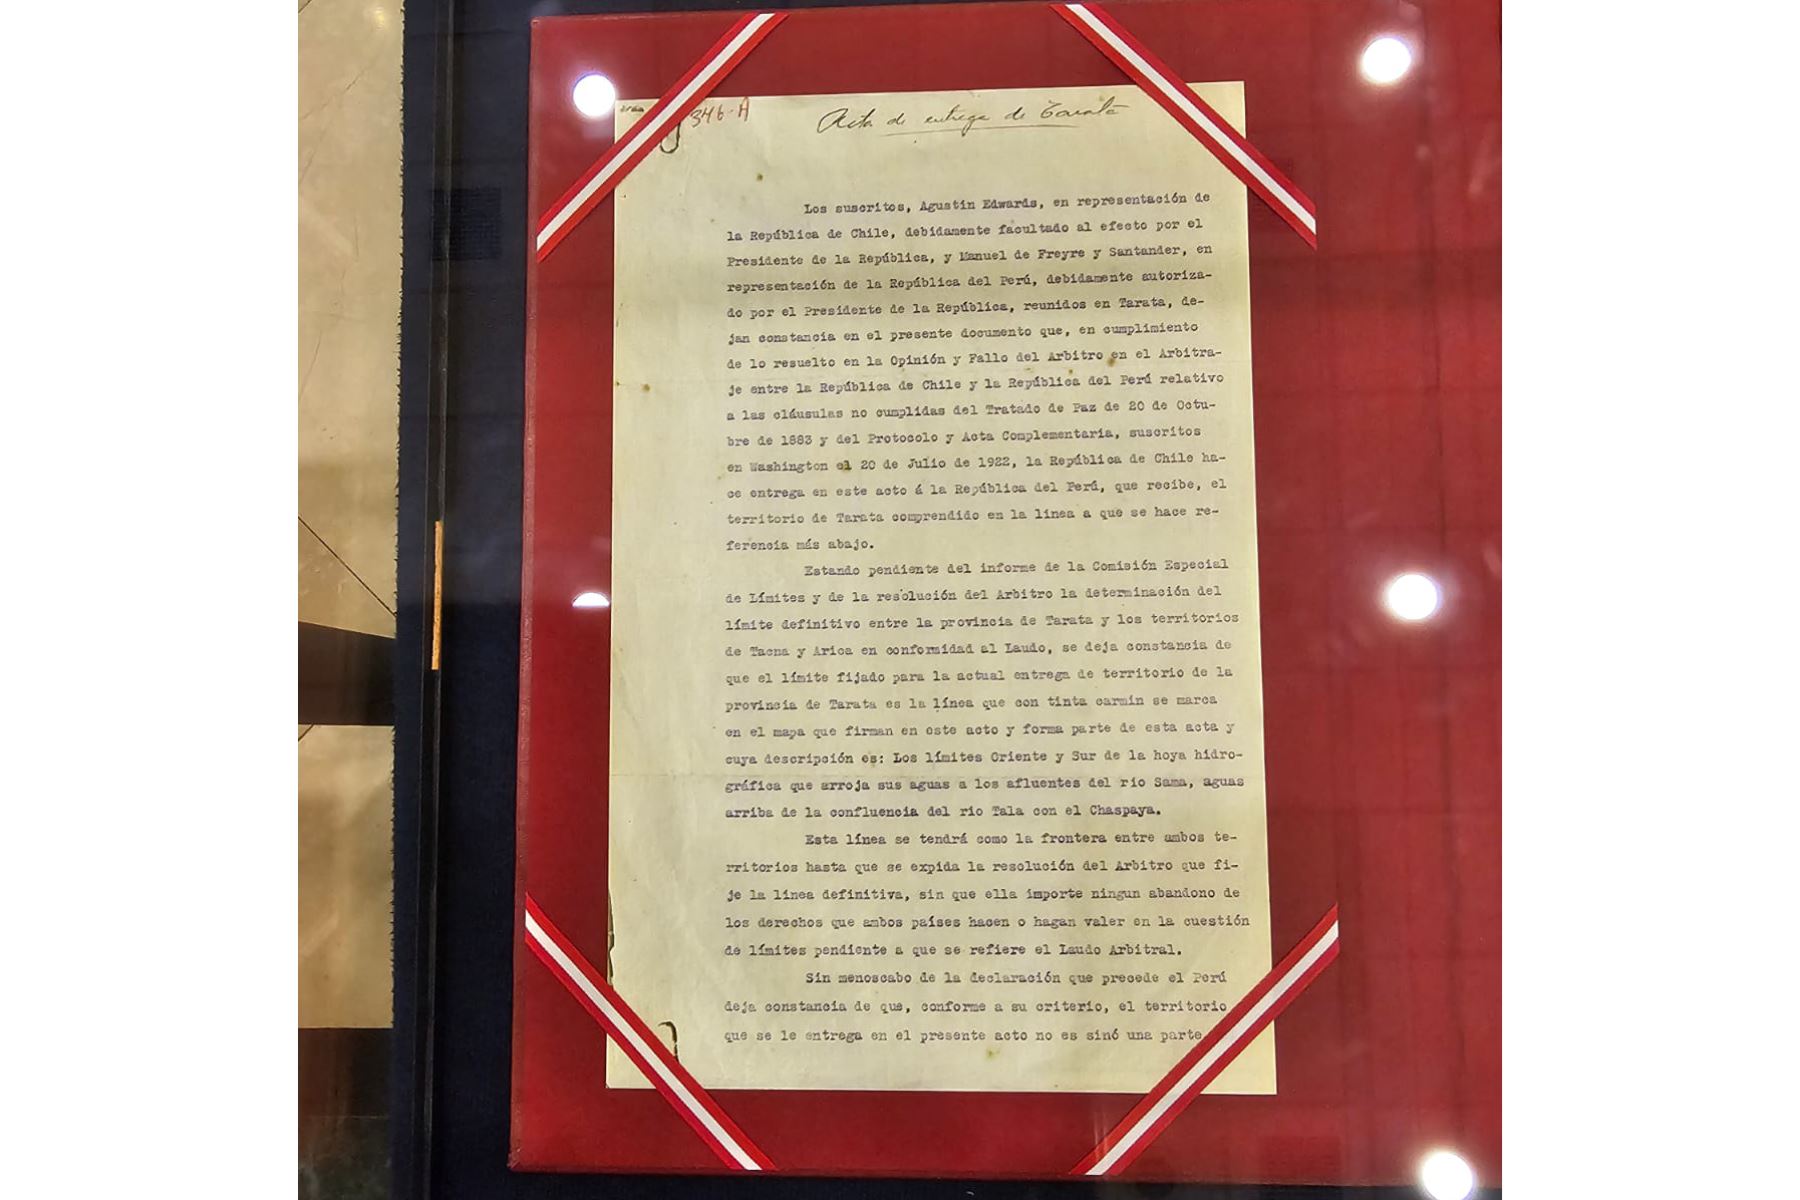 346-A
Acta de entrega de Tarata
Los suscritos, Agustin Edwards, en representación de
la República de Chile, debidamente facultado al efecto por el
Presidente de la República, y Manuel de Freyre y Santander, en
representación de la República del Perú, debidamente autoriza-
do por el Presidente de la República, reunidos en Tarata, de-
jan constancia en el presente documento que, en cumplimiento
de lo resuelto en la Opinión y Fallo del Arbitro en el Arbitra-
je entre la República de Chile y la República del Perú relativo
a las cláusulas no cumplidas del Tratado de Paz de 20 de Octu-
bre de 1883 y del Protocolo y Acta Complementaria, suscritos
en Washington el 20 de Julio de 1922, la República de Chile ha-
ce entrega en este acto á la República del Perú, que recibe, el
territorio de Tarata comprendido en la linea a que se hace re-
ferencia más abajo.
Estando pendiente del informe de la Comisión Especial
de Límites y de la resolución del Arbitro la determinación del
límite definitivo entre la provincia de Tarata y los territorios
de Tacna y Arica en conformidad al Laudo, se deja constancia de
que el límite fijado para la actual entrega de territorio de la
provincia de Tarata es la línea que con tinta carmin se marca
en el mapa que firman en este acto y forma parte de esta acta y
cuya descripción es: Los límites Oriente y Sur de la hoya hidro-
gráfica que arroja sus aguas a los afluentes del rio Sama, aguas
arriba de la confluencia del rio Tala con el Chaspaya.
Esta línea se tendrá como la frontera entre ambos te-
rritorios hasta que se expida la resolución del Arbitro que fi-
je la linea definitiva, sin que ella importe ningun abandono de
los derechos que ambos países hacen o hagan valer en la cuestión
de límites pendiente a que se refiere el Laudo Arbitral.
Sin menoscabo de la declaración que precede el Perú
deja constancia de que, conforme a su criterio, el territorio
que se le entrega en el presente acto no es sinó una parte